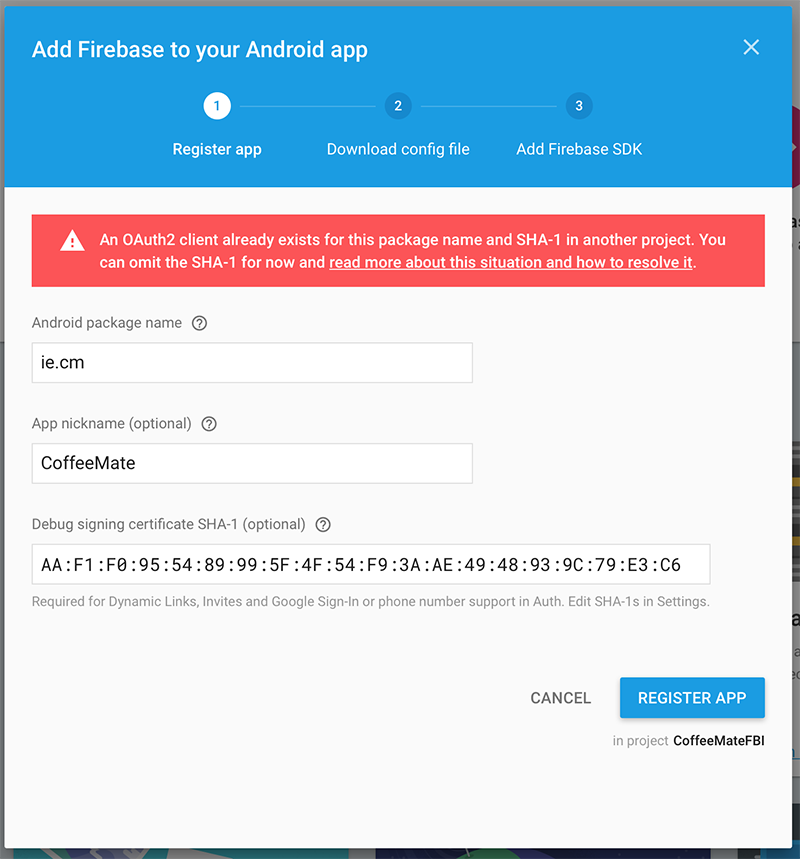 Add Firebase to your Android app
1
2
3
Register app
Download config file
Add Firebase SDK
An OAuth2 client already exists for this package name and SHA-1 in another project. You
can omit the SHA-1 for now and read more about this situation and how to resolve it.
Android package name ?
ie.cm
App nickname (optional) ?
CoffeeMate
Debug signing certificate SHA-1 (optional) ?
AA:F1:F0:95:54:89:99:5F:4F:54:F9:3A:AE:49:48:93:9C:79:E3:C6
Required for Dynamic Links, Invites and Google Sign-In or phone number support in Auth. Edit SHA-1s in Settings.
CANCEL
REGISTER APP
in project CoffeeMateFBI